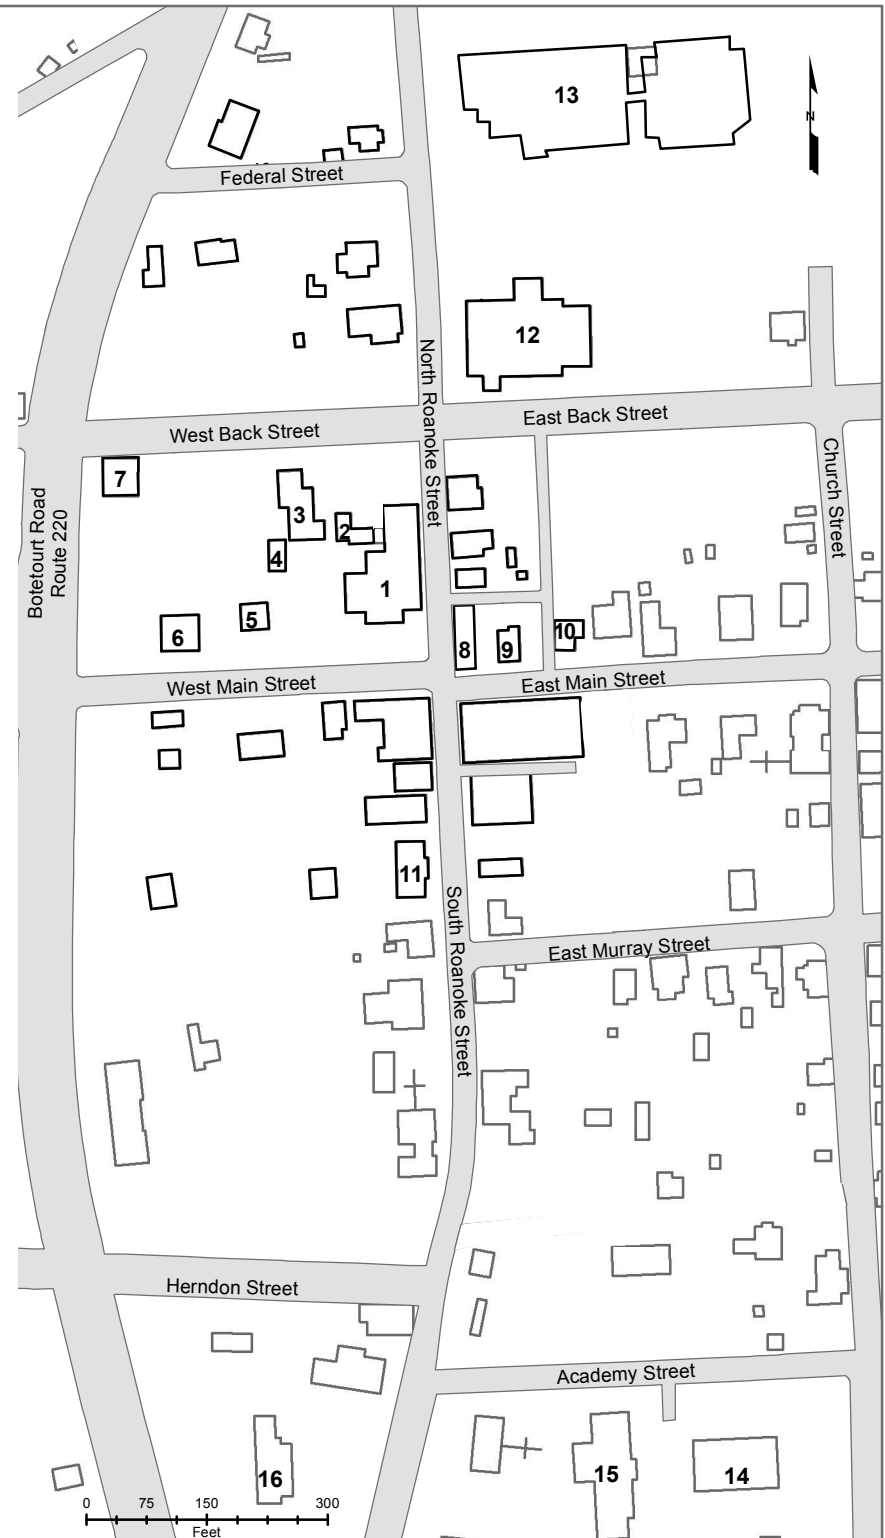 13
N
Federal Street
12
North Roanoke Street
East Back Street
West Back Street
7
Church Street
3
2
4
1
Botetourt Road
Route 220
5
6
8
9
10
West Main Street
East Main Street
11
South Roanoke Street
East Murray Street
Herndon Street
Academy Street
16
15
14
0 75 150 300
Feet